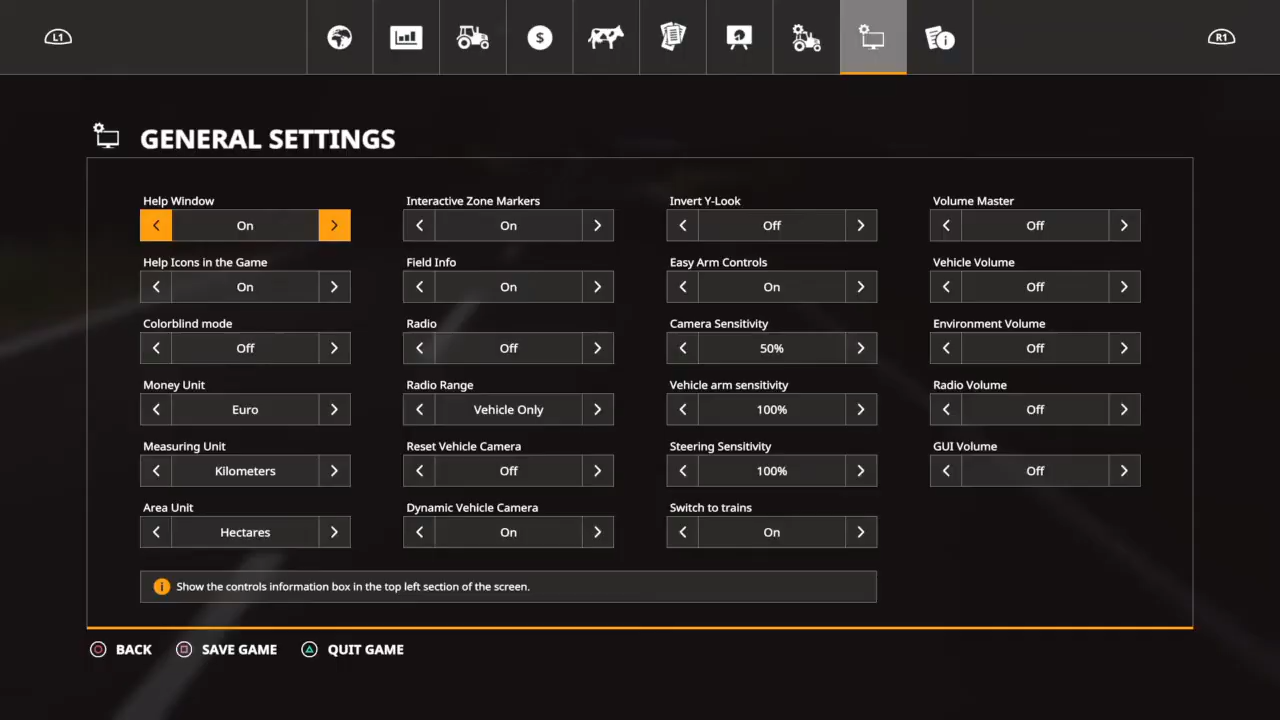 L1
$
R1
GENERAL SETTINGS
Help Window
On
Help Icons in the Game
On
Colorblind mode
Off
Money Unit
Euro
Measuring Unit
Kilometers
Area Unit
Hectares
Interactive Zone Markers
On
Field Info
On
Radio
Off
Radio Range
Vehicle Only
Reset Vehicle Camera
Off
Dynamic Vehicle Camera
On
Invert Y-Look
Off
Easy Arm Controls
On
Camera Sensitivity
50%
Vehicle arm sensitivity
100%
Steering Sensitivity
100%
Switch to trains
On
Volume Master
Off
Vehicle Volume
Off
Environment Volume
Off
Radio Volume
Off
GUI Volume
Off
Show the controls information box in the top left section of the screen.
BACK SAVE GAME QUIT GAME